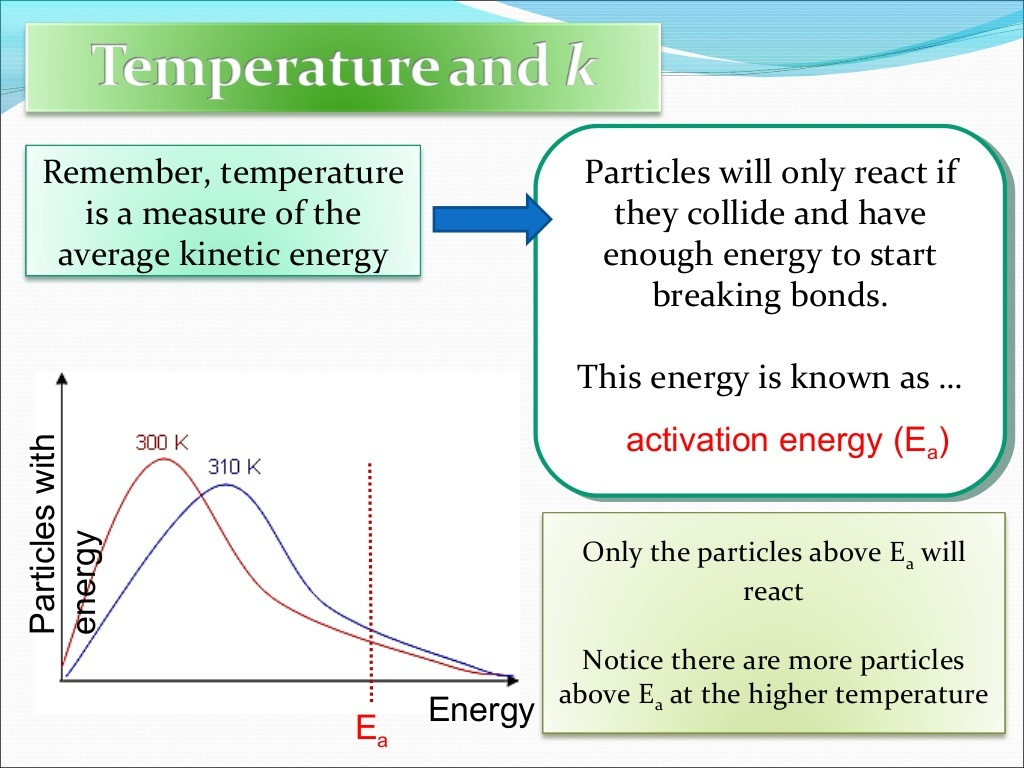 Temperature and k
Remember, temperature
is a measure of the
average kinetic energy
Particles will only react if
they collide and have
enough energy to start
breaking bonds.
This energy is known as ...
activation energy (Ea)
Particles with
energy
300 K
310 K
Energy
Ea
Only the particles above Ea will
react
Notice there are more particles
above Ea at the higher temperature